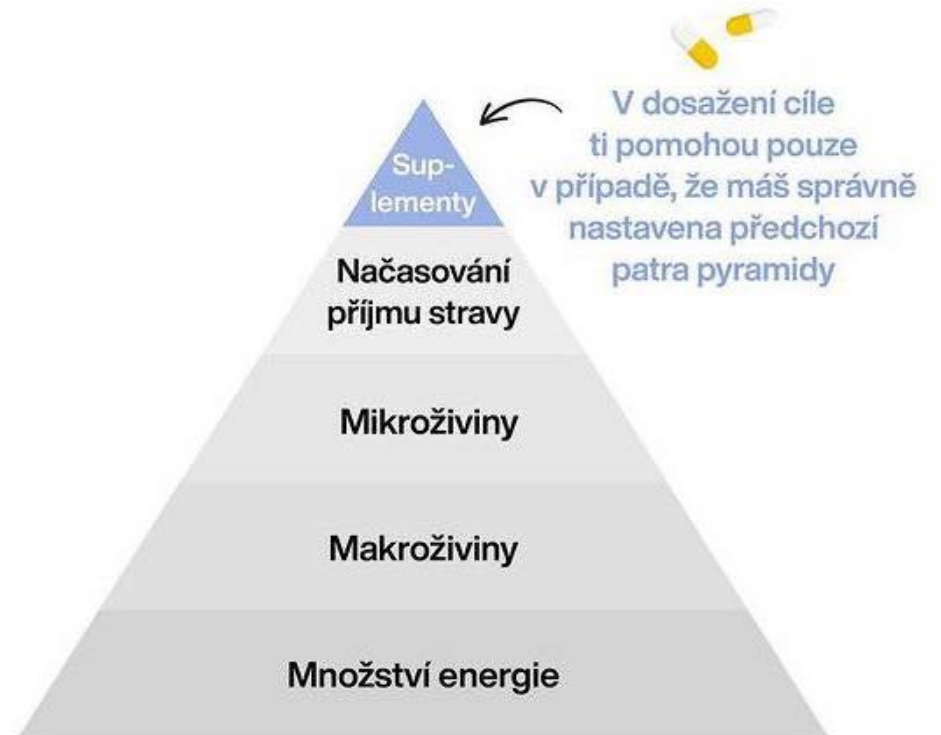 V dosažení cíle
ti pomohou pouze
v případě, že máš správně
nastavena předchozí
patra pyramidy
Sup-
lementy
Načasování
příjmu stravy
Mikroživiny
Makroživiny
Množství energie